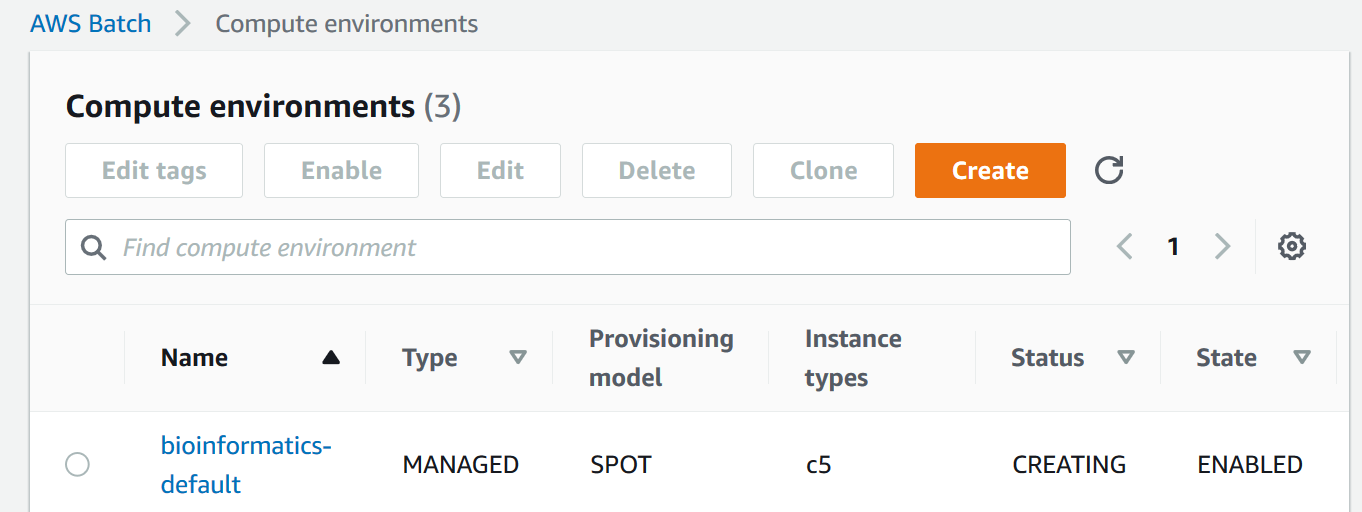 AWS Batch > Compute environments
Compute environments (3)
Edit tags Enable Edit Delete Clone Create
Find compute environment 1
Name Type Provisioning model Instance types Status State
bioinformatics-default MANAGED SPOT c5 CREATING ENABLED